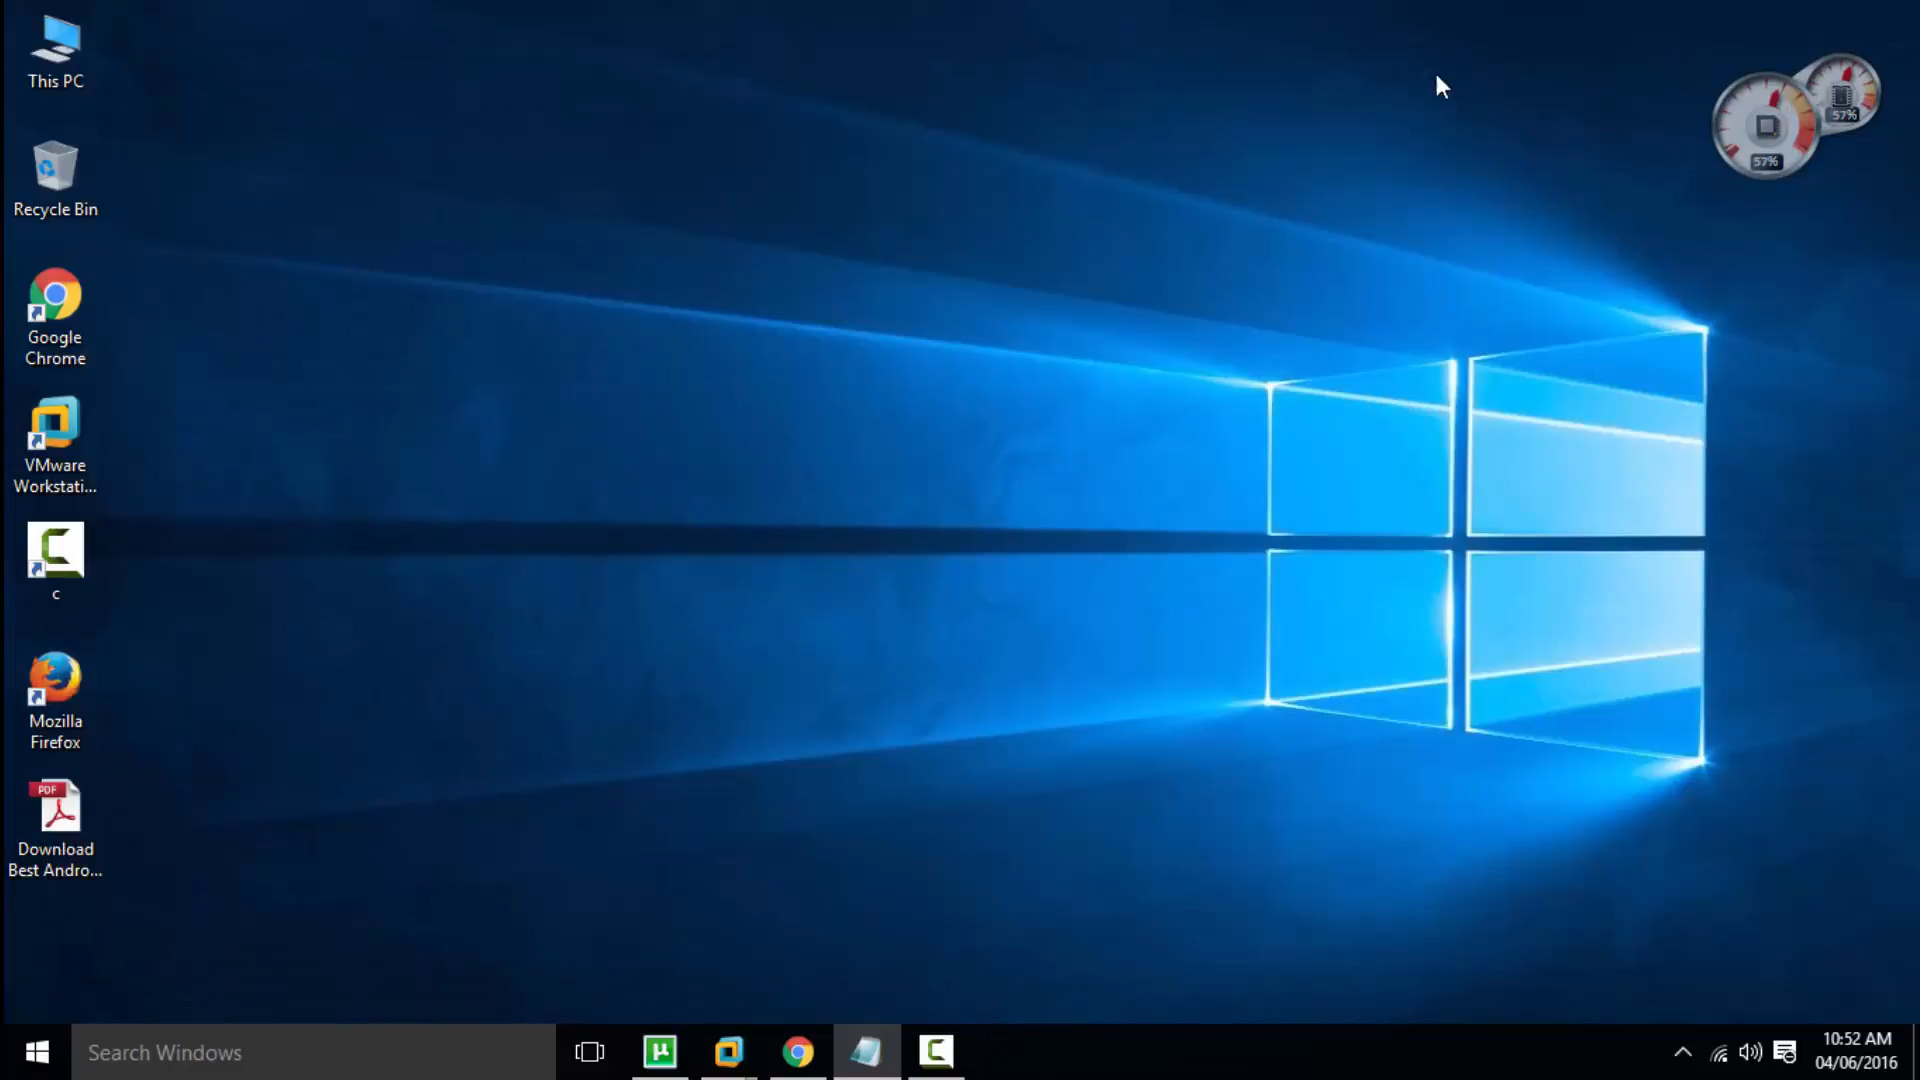 This PC
Recycle Bin
Google
Chrome
VMware
Workstati...
c
Mozilla
Firefox
PDF
Download
Best Andro...
57%
57%
Search Windows
µ
10:52 AM
04/06/2016